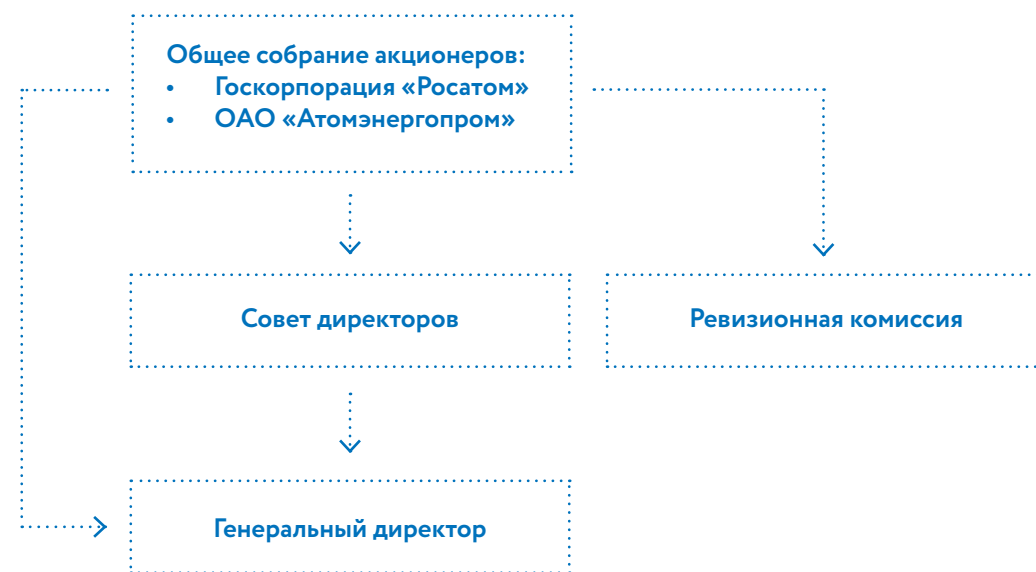 Общее собрание акционеров:
• Госкорпорация «Росатом»
• ОАО «Атомэнергопром»
Совет директоров
Ревизионная комиссия
Генеральный директор